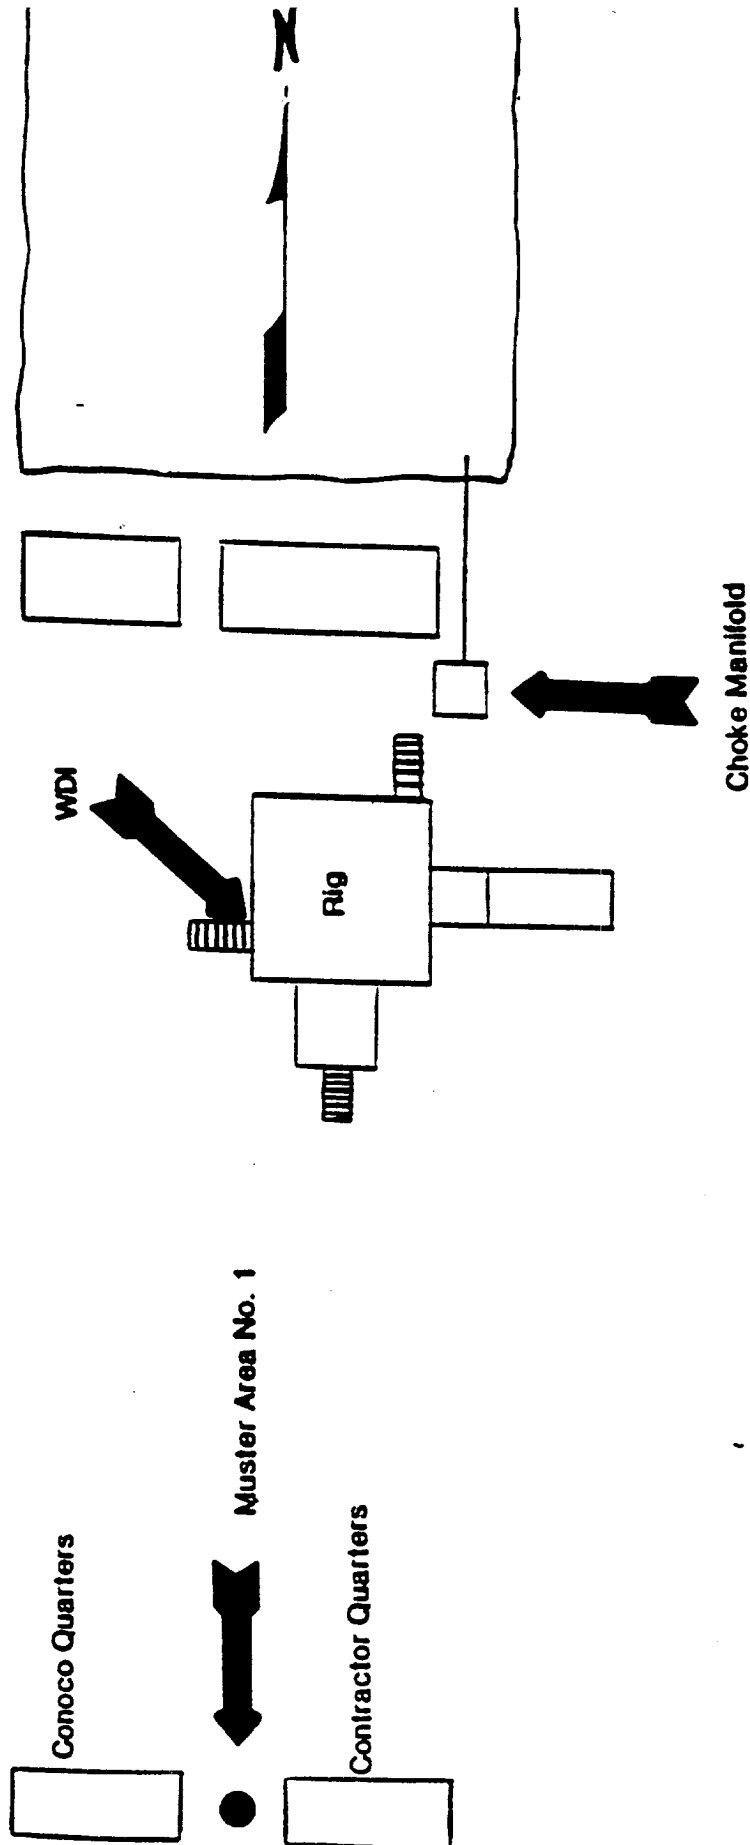 N
WDI
Rig
Choke Manifold
Muster Area No. 1
Conoco Quarters
Contractor Quarters